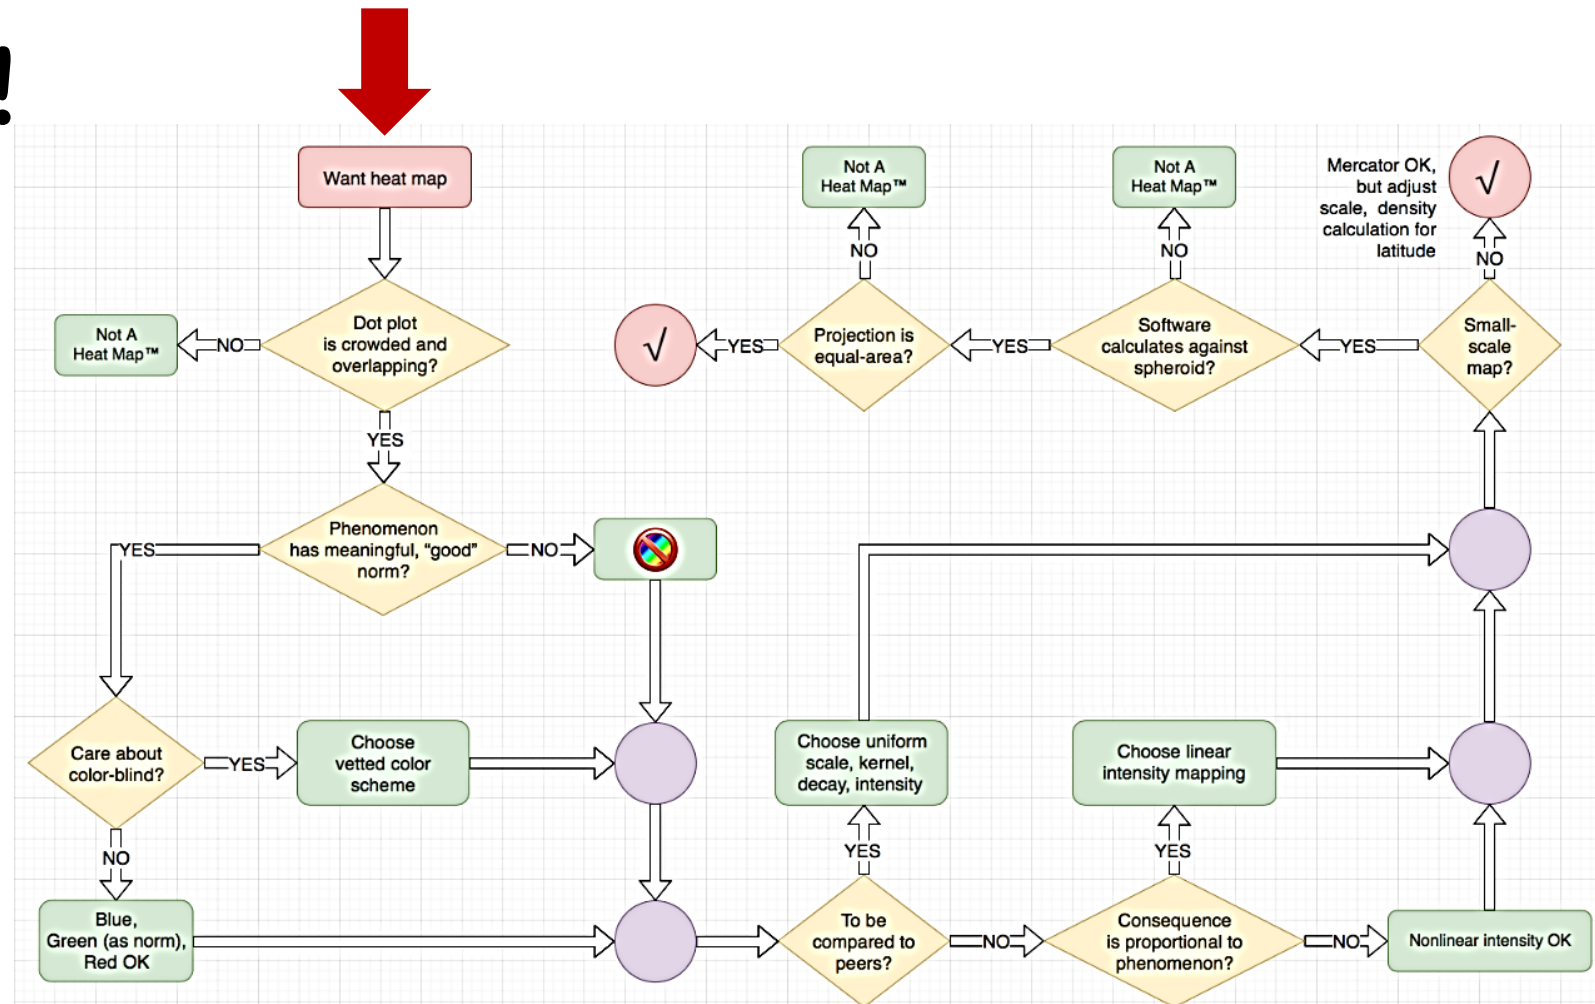 !
Want heat map
Not A
Heat Map™
NO
Dot plot
is crowded and
overlapping?
YES
Phenomenon
has meaningful, “good”
norm?
YES
NO
Care about
color-blind?
YES
Choose
vetted color
scheme
NO
Blue,
Green (as norm),
Red OK
To be
compared to
peers?
YES
Choose uniform
scale, kernel,
decay, intensity
NO
Consequence
is proportional to
phenomenon?
YES
Choose linear
intensity mapping
NO
Nonlinear intensity OK
Small-
scale
map?
NO
Mercator OK,
but adjust
scale, density
calculation for
latitude
√
YES
Software
calculates against
spheroid?
NO
Not A
Heat Map™
YES
Projection is
equal-area?
NO
Not A
Heat Map™
YES
√